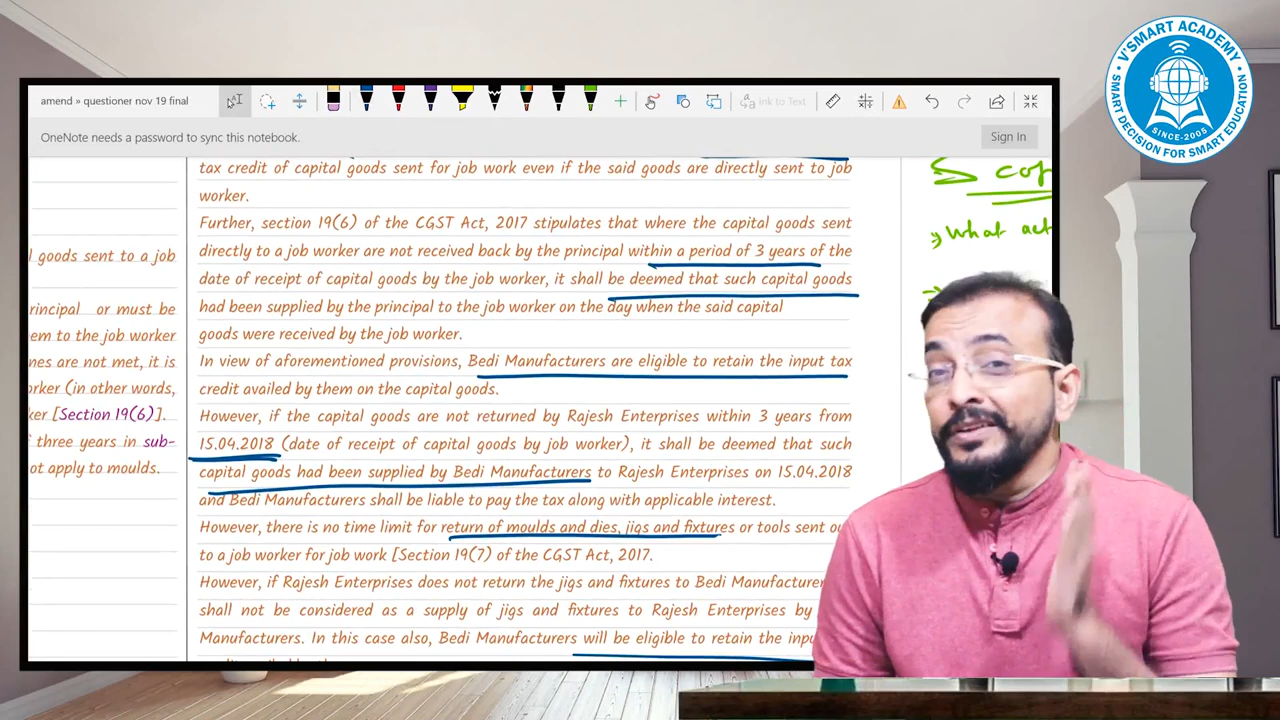 amend » questioner nov 19 final
Ink to Text
OneNote needs a password to sync this notebook.
Sign In
l goods sent to a job
rincipal or must be
em to the job worker
nes are not met, it is
orker (in other words,
ker [Section 19(6)].
f three years in sub-
ot apply to moulds.
tax credit of capital goods sent for job work even if the said goods are directly sent to job
worker.
Further, section 19(6) of the CGST Act, 2017 stipulates that where the capital goods sent
directly to a job worker are not received back by the principal within a period of 3 years of the
date of receipt of capital goods by the job worker, it shall be deemed that such capital goods
had been supplied by the principal to the job worker on the day when the said capital
goods were received by the job worker.
In view of aforementioned provisions, Bedi Manufacturers are eligible to retain the input tax
credit availed by them on the capital goods.
However, if the capital goods are not returned by Rajesh Enterprises within 3 years from
15.04.2018 (date of receipt of capital goods by job worker), it shall be deemed that such
capital goods had been supplied by Bedi Manufacturers to Rajesh Enterprises on 15.04.2018
and Bedi Manufacturers shall be liable to pay the tax along with applicable interest.
However, there is no time limit for return of moulds and dies, jigs and fixtures or tools sent ou
to a job worker for job work [Section 19(7) of the CGST Act, 2017.
However, if Rajesh Enterprises does not return the jigs and fixtures to Bedi Manufacturer
shall not be considered as a supply of jigs and fixtures to Rajesh Enterprises by
Manufacturers. In this case also, Bedi Manufacturers will be eligible to retain the inpu
What act
V'SMART ACADEMY
SINCE-2005
SMART DECISION FOR SMART EDUCATION